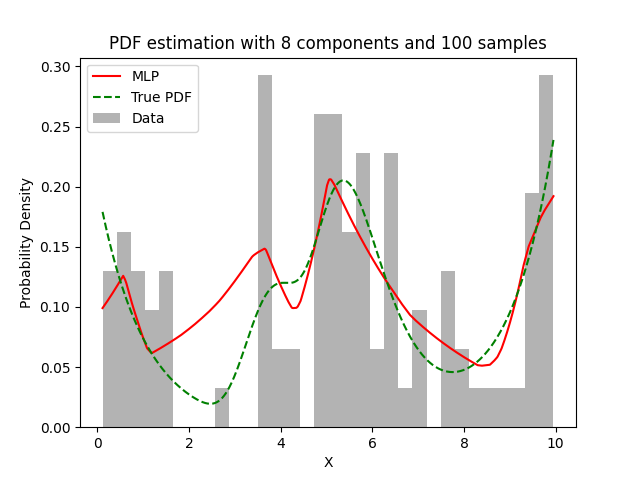 PDF estimation with 8 components and 100 samples
MLP
True PDF
Data
Probability Density
0.30
0.25
0.20
0.15
0.10
0.05
0.00
0
2
4
6
8
10
X